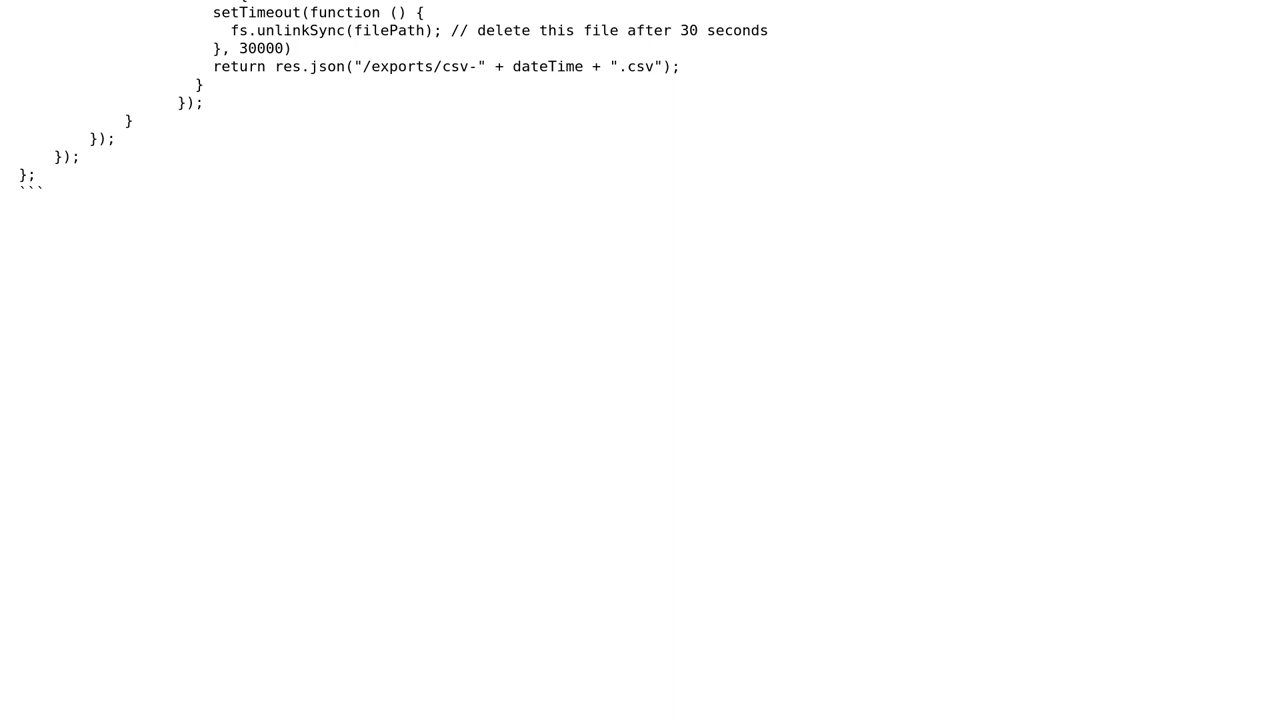 setTimeout(function () {
fs.unlinkSync(filePath); // delete this file after 30 seconds
}, 30000)
return res.json("/exports/csv-" + dateTime + ".csv");
}
});
}
});
});
};
```